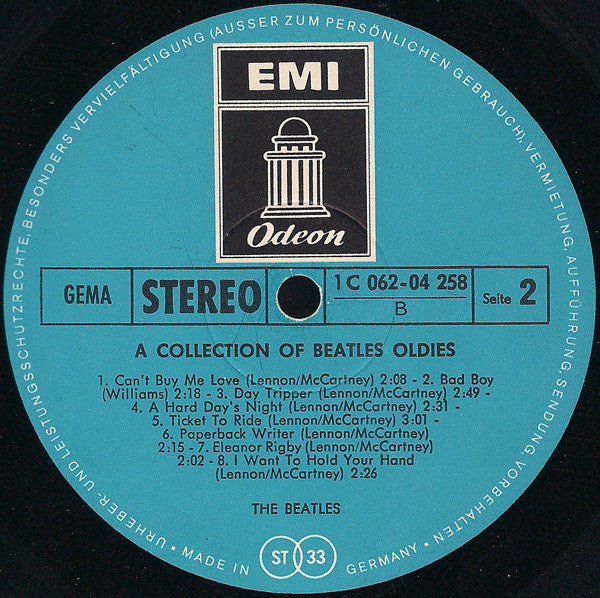 EMI
Odeon
GEMA
STEREO
1 C 062-04 258
B
Seite 2
A COLLECTION OF BEATLES OLDIES
1. Can't Buy Me Love (Lennon/McCartney) 2:08 - 2. Bad Boy
(Williams) 2:18 - 3. Day Tripper (Lennon/McCartney) 2:49 -
4. A Hard Day's Night (Lennon/McCartney) 2:31 -
5. Ticket To Ride (Lennon/McCartney) 3:01 -
6. Paperback Writer (Lennon/McCartney)
2:15 - 7. Eleanor Rigby (Lennon/McCartney)
2:02 - 8. I Want To Hold Your Hand
(Lennon/McCartney) 2:26
THE BEATLES
URHEBER- UND LEISTUNGSSCHUTZRECHTE, BESONDERS VERVIELFÄLTIGUNG (AUSSER ZUM PERSÖNLICHEN GEBRAUCH), VERMIETUNG, AUFFÜHRUNG, SENDUNG, VORBEHALTEN •
• MADE IN
ST 33
GERMANY •